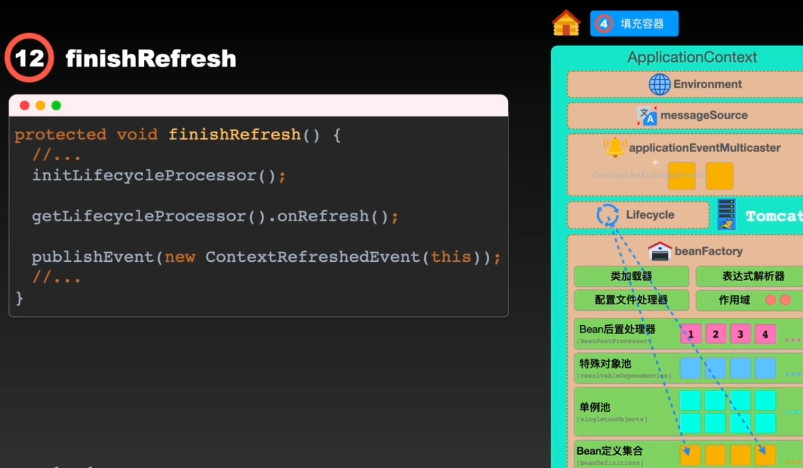 12 finishRefresh
protected void finishRefresh() {
//...
initLifecycleProcessor();
getLifecycleProcessor().onRefresh();
publishEvent(new ContextRefreshedEvent(this));
//...
}
4 填充容器
ApplicationContext
Environment
messageSource
applicationEventMulticaster
Lifecycle
Tomcat
beanFactory
类加载器 表达式解析器
配置文件处理器 作用域
Bean后置处理器 1 2 3 4
[BeanPostProcessor]
特殊对象池
[resolvableDependencies]
单例池
[singletonObjects]
Bean定义集合
[beanDefinitions]